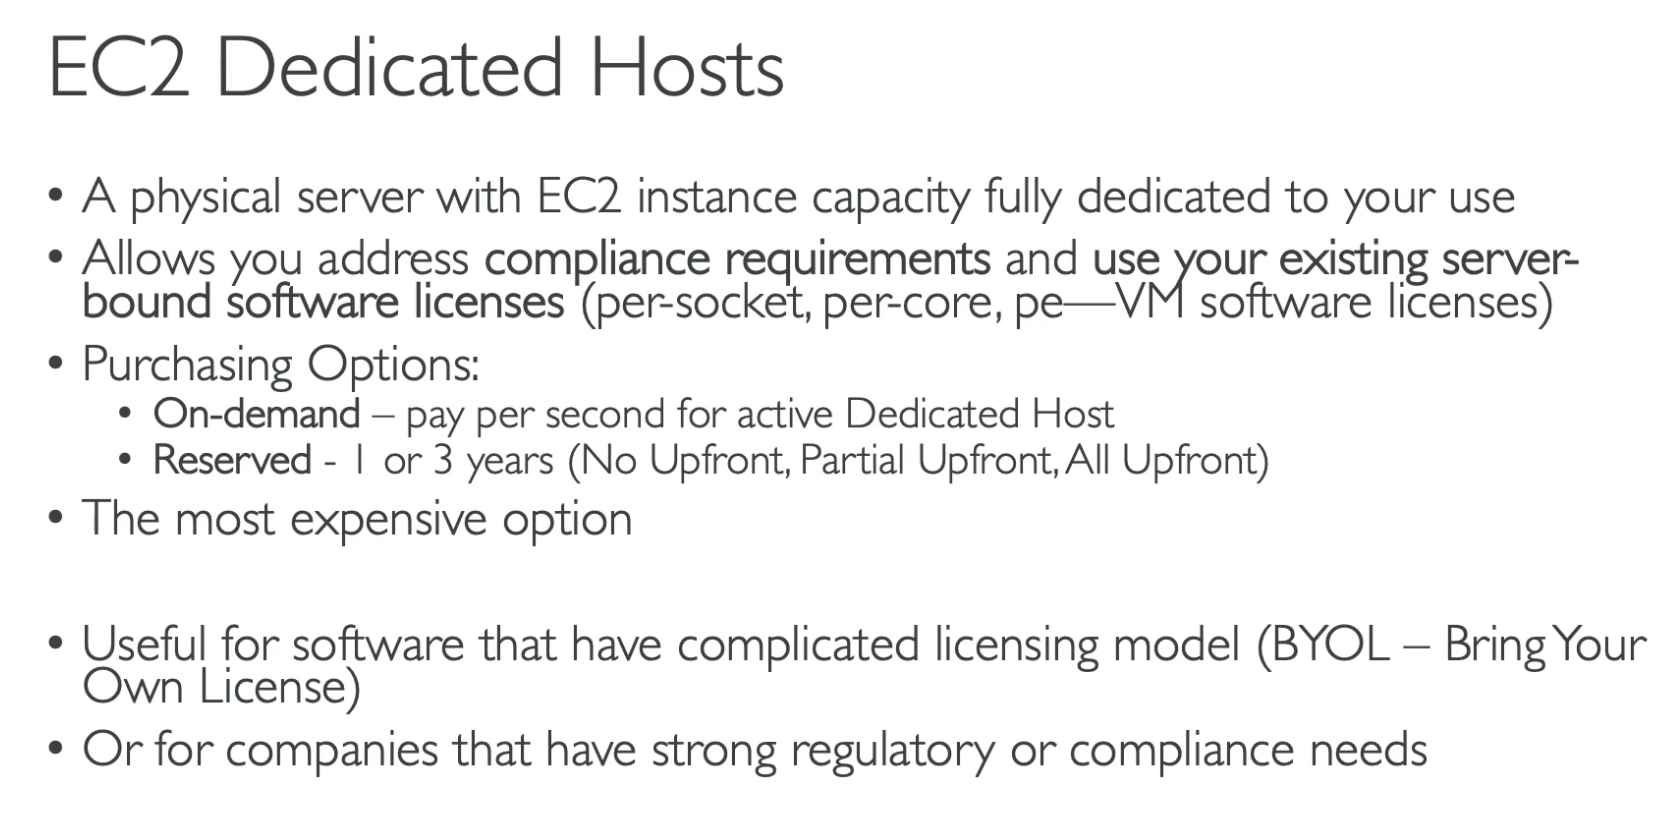 EC2 Dedicated Hosts
• A physical server with EC2 instance capacity fully dedicated to your use
• Allows you address compliance requirements and use your existing server-
bound software licenses (per-socket, per-core, pe—VM software licenses)
• Purchasing Options:
• On-demand – pay per second for active Dedicated Host
• Reserved - 1 or 3 years (No Upfront, Partial Upfront, All Upfront)
• The most expensive option
• Useful for software that have complicated licensing model (BYOL – Bring Your
Own License)
• Or for companies that have strong regulatory or compliance needs